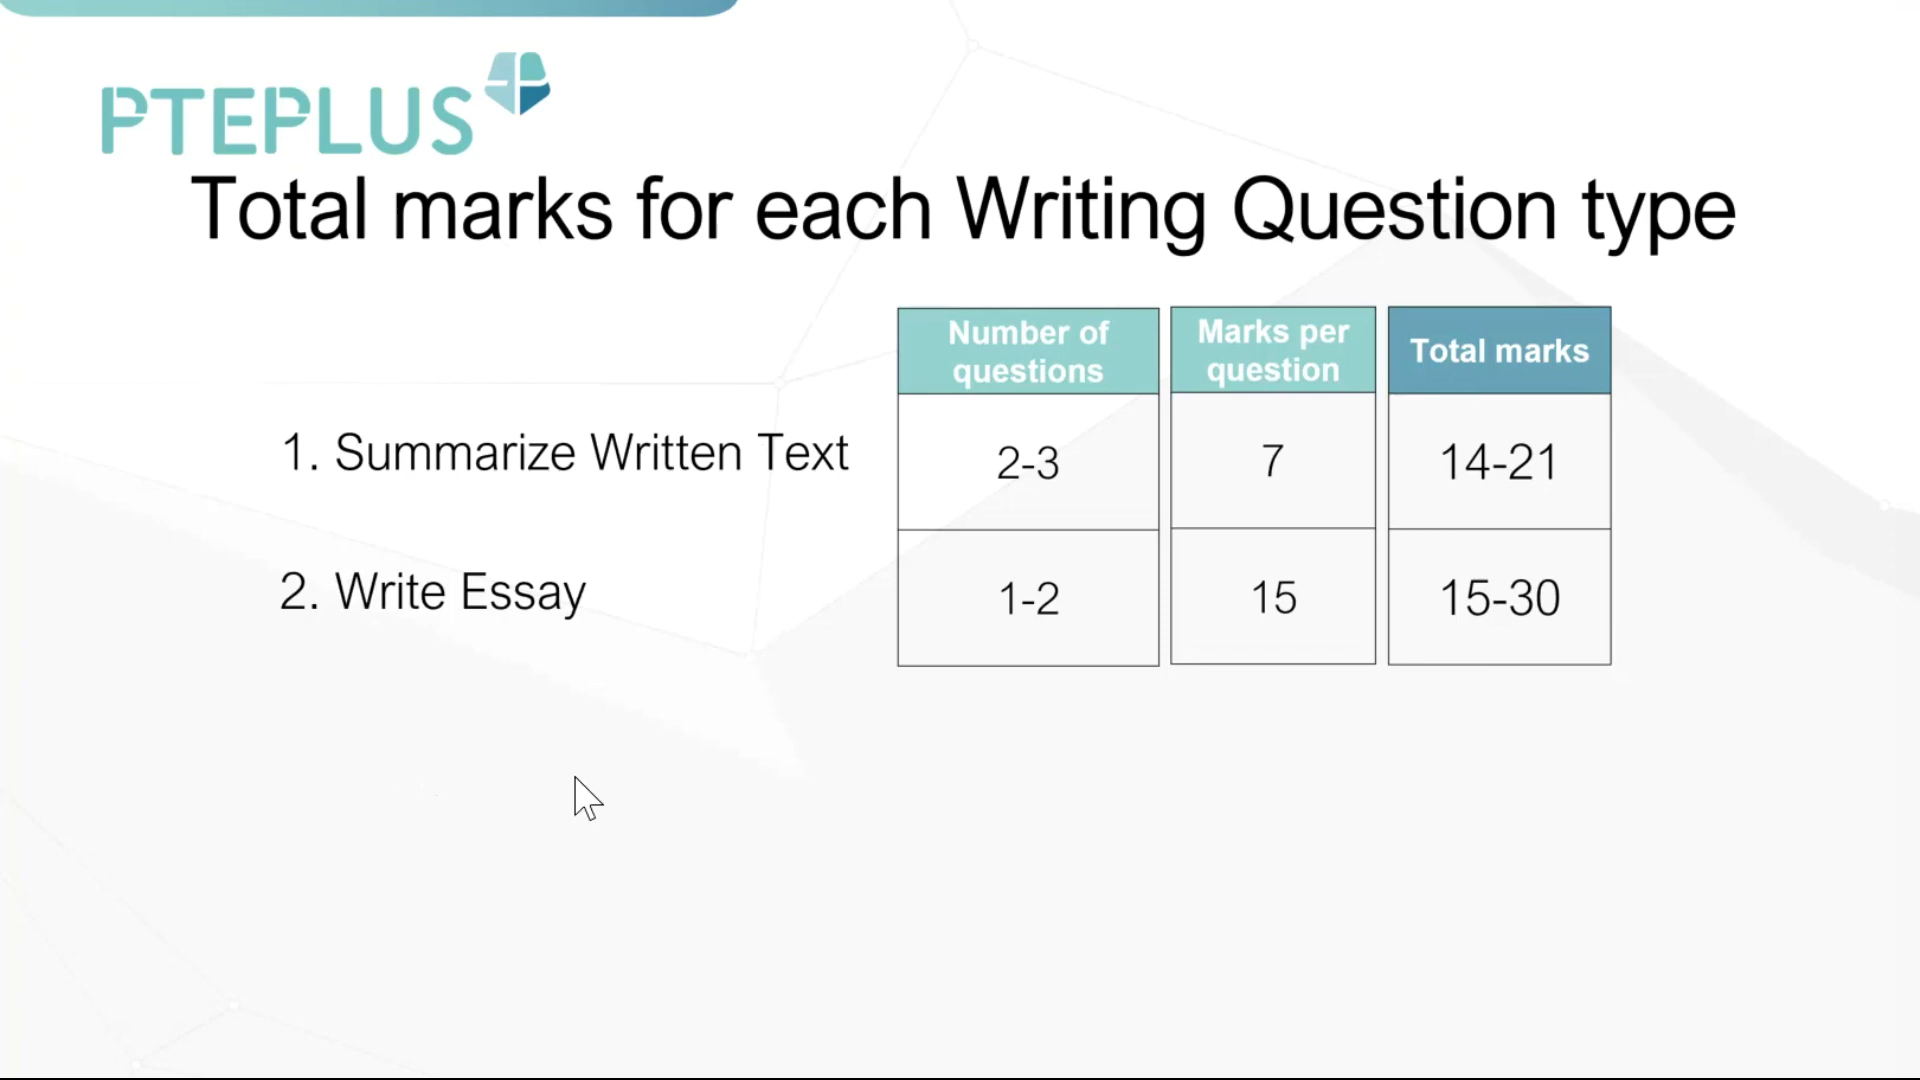 PTEPLUS
Total marks for each Writing Question type
Number of questions
Marks per question
Total marks
1. Summarize Written Text
2-3
7
14-21
2. Write Essay
1-2
15
15-30